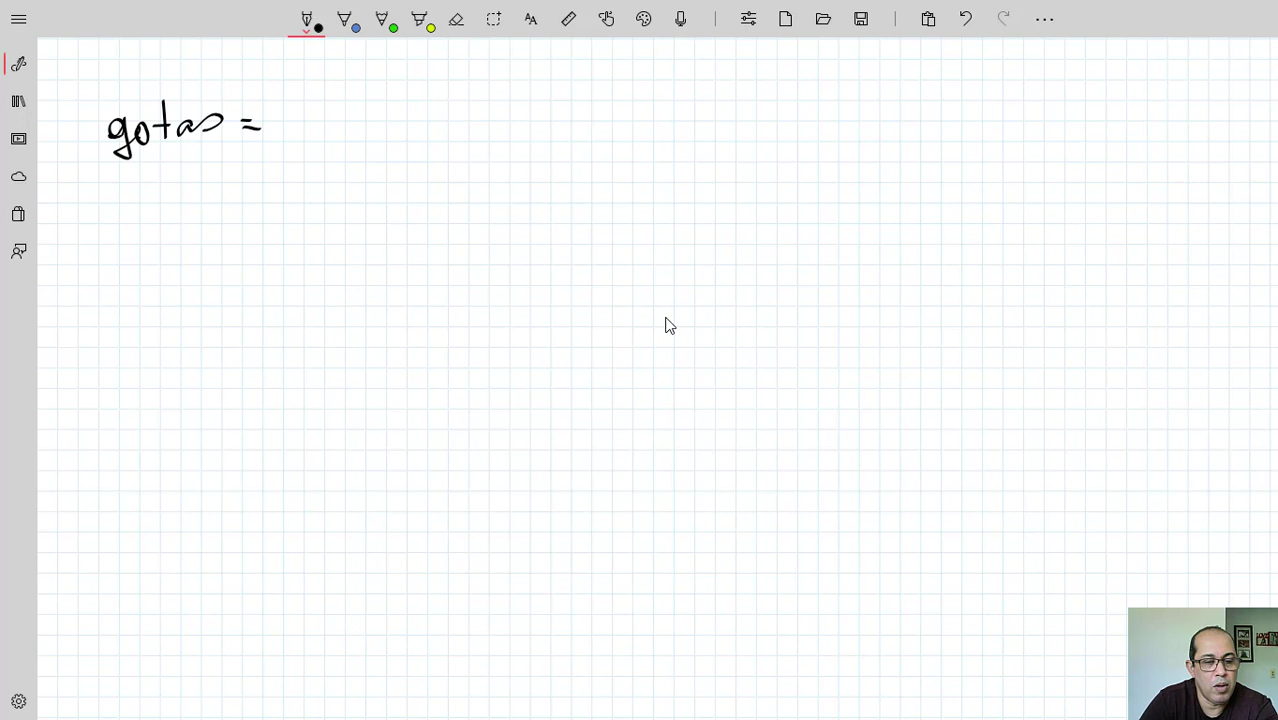 gotas =